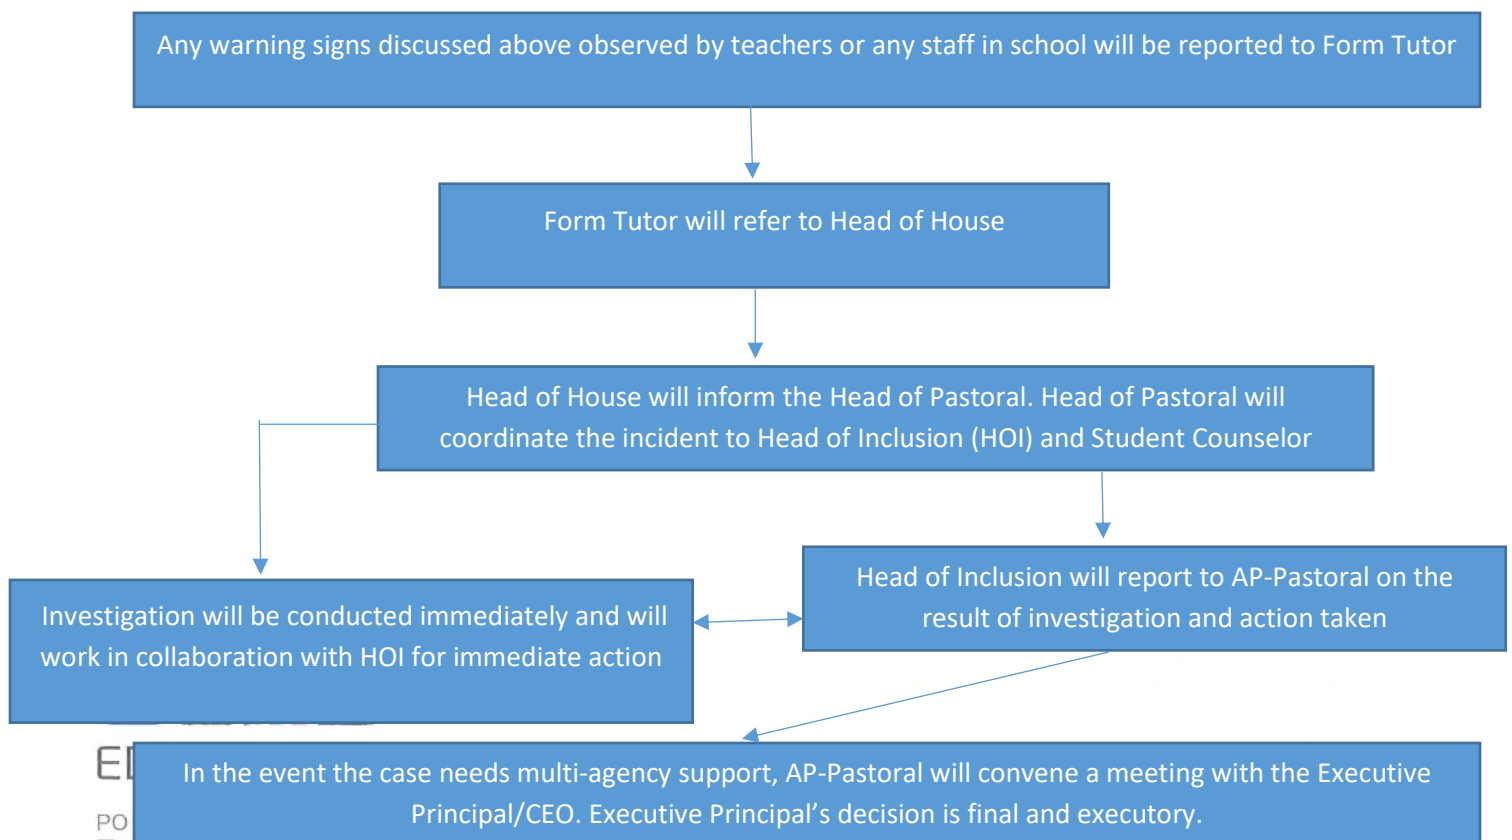 Any warning signs discussed above observed by teachers or any staff in school will be reported to Form Tutor
Form Tutor will refer to Head of House
Head of House will inform the Head of Pastoral. Head of Pastoral will
coordinate the incident to Head of Inclusion (HOI) and Student Counselor
Head of Inclusion will report to AP-Pastoral on the
result of investigation and action taken
Investigation will be conducted immediately and will
work in collaboration with HOI for immediate action
In the event the case needs multi-agency support, AP-Pastoral will convene a meeting with the Executive
Principal/CEO. Executive Principal’s decision is final and executory.
PO